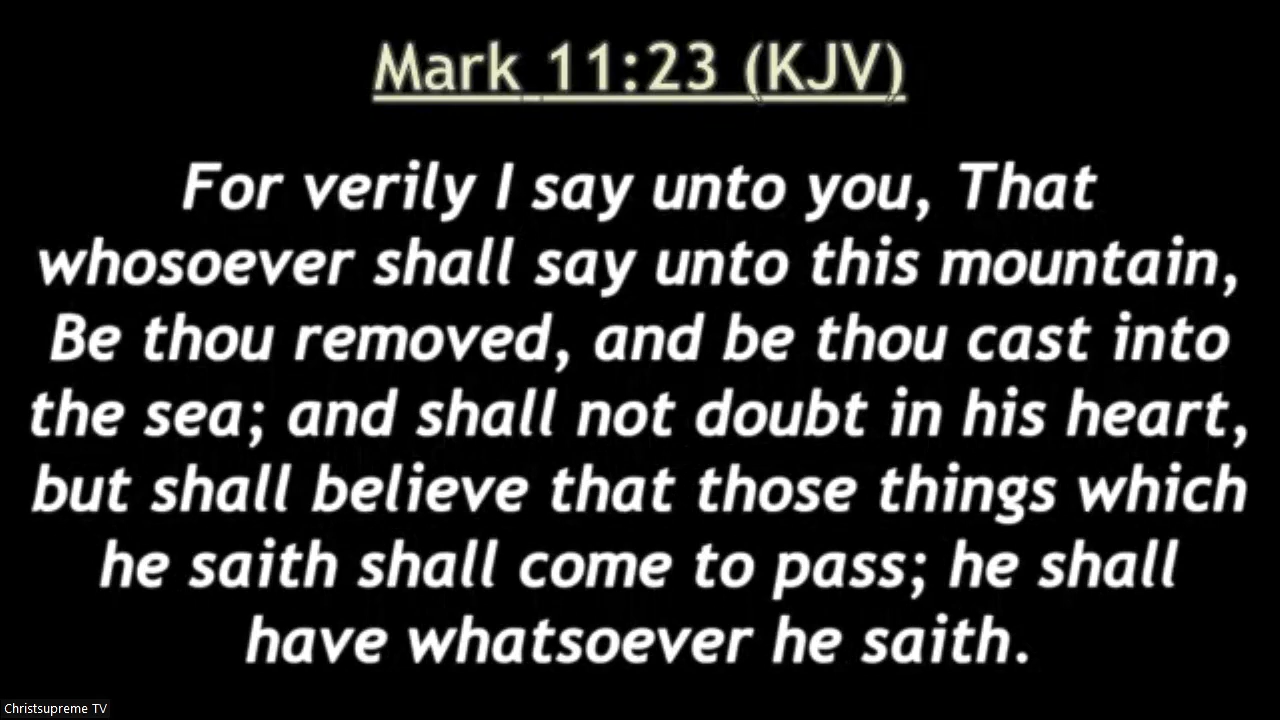 Mark 11:23 (KJV)
For verily I say unto you, That
whosoever shall say unto this mountain,
Be thou removed, and be thou cast into
the sea; and shall not doubt in his heart,
but shall believe that those things which
he saith shall come to pass; he shall
have whatsoever he saith.
Christsupreme TV